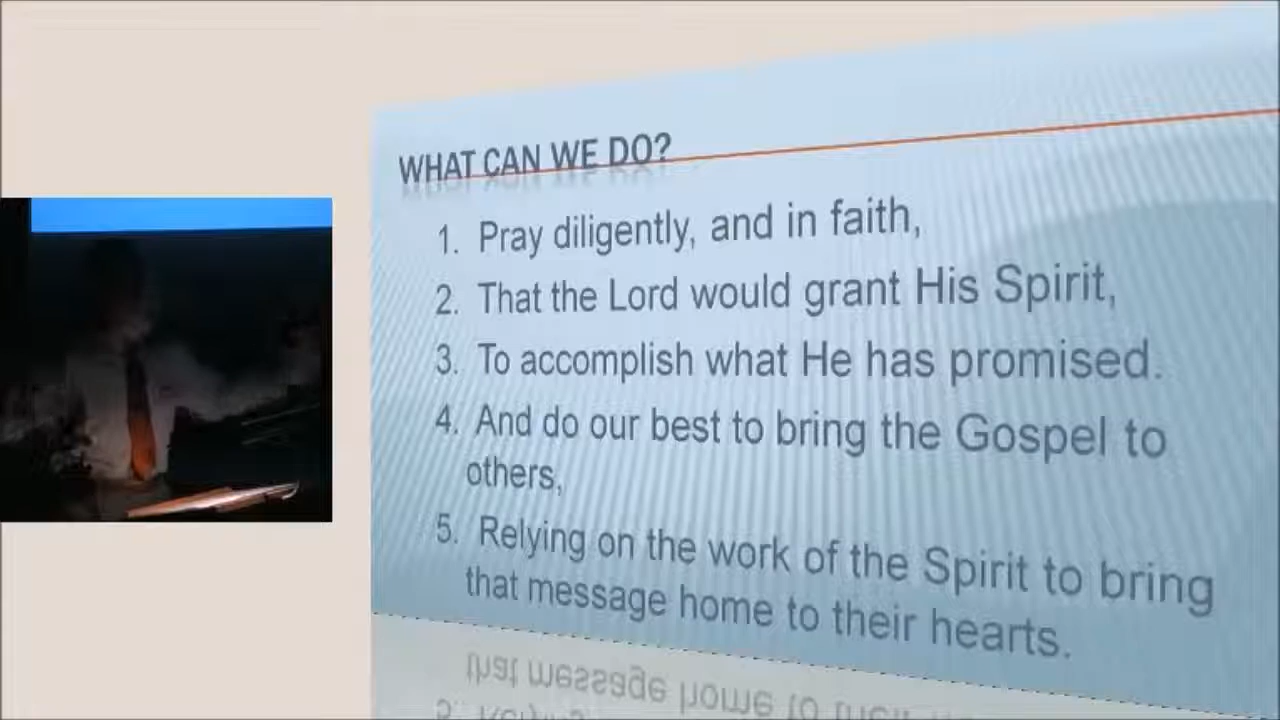 WHAT CAN WE DO?
1. Pray diligently, and in faith,
2. That the Lord would grant His Spirit,
3. To accomplish what He has promised.
4. And do our best to bring the Gospel to
others,
5. Relying on the work of the Spirit to bring
that message home to their hearts.